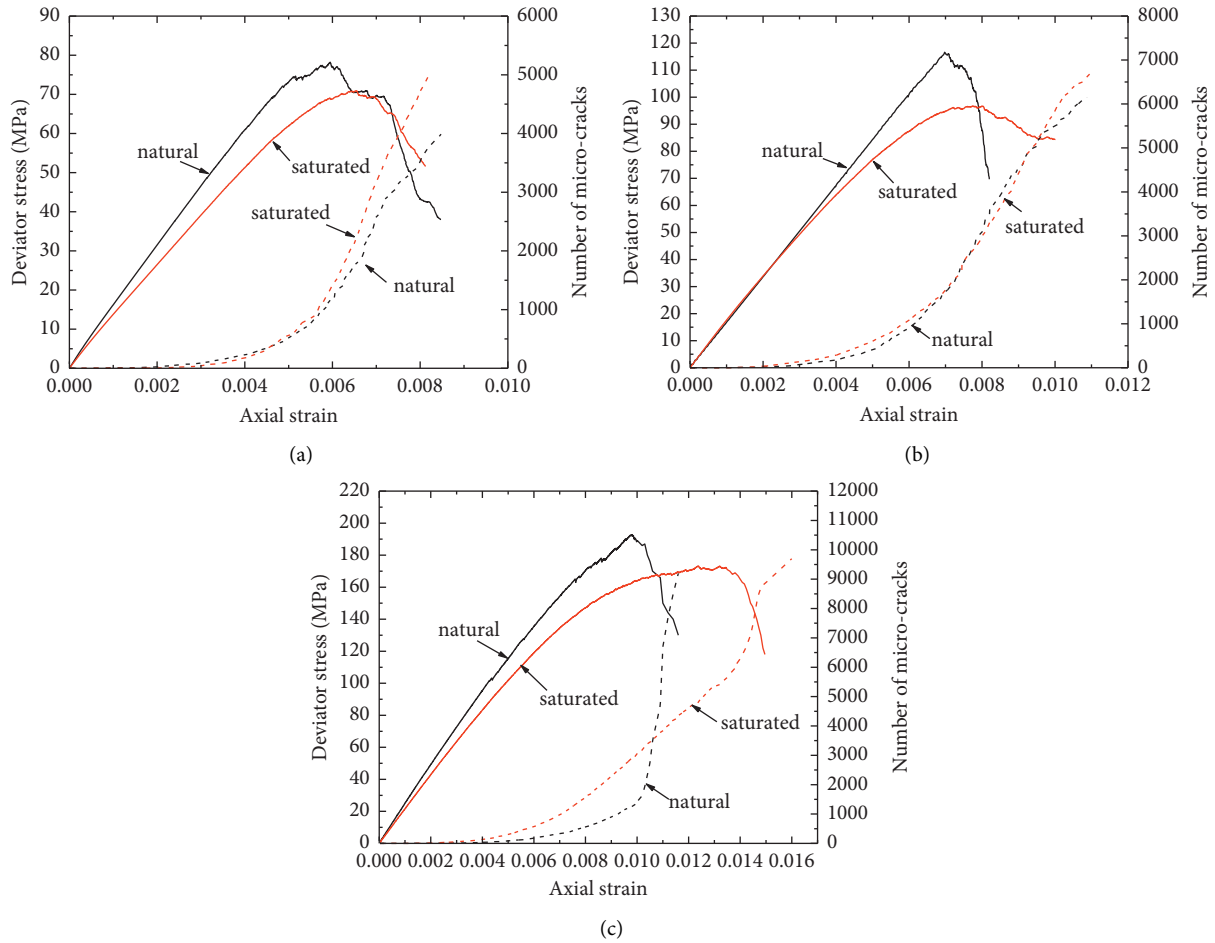 90
80
70
60
50
40
30
20
10
0
Deviator stress (MPa)
6000
5000
4000
3000
2000
1000
0
Number of micro-cracks
natural
saturated
saturated
natural
0.000 0.002 0.004 0.006 0.008 0.010
Axial strain
(a)
130
120
110
100
90
80
70
60
50
40
30
20
10
0
Deviator stress (MPa)
8000
7000
6000
5000
4000
3000
2000
1000
0
Number of micro-cracks
natural
saturated
saturated
natural
0.000 0.002 0.004 0.006 0.008 0.010 0.012
Axial strain
(b)
220
200
180
160
140
120
100
80
60
40
20
0
Deviator stress (MPa)
12000
11000
10000
9000
8000
7000
6000
5000
4000
3000
2000
1000
0
Number of micro-cracks
natural
saturated
saturated
natural
0.000 0.002 0.004 0.006 0.008 0.010 0.012 0.014 0.016
Axial strain
(c)